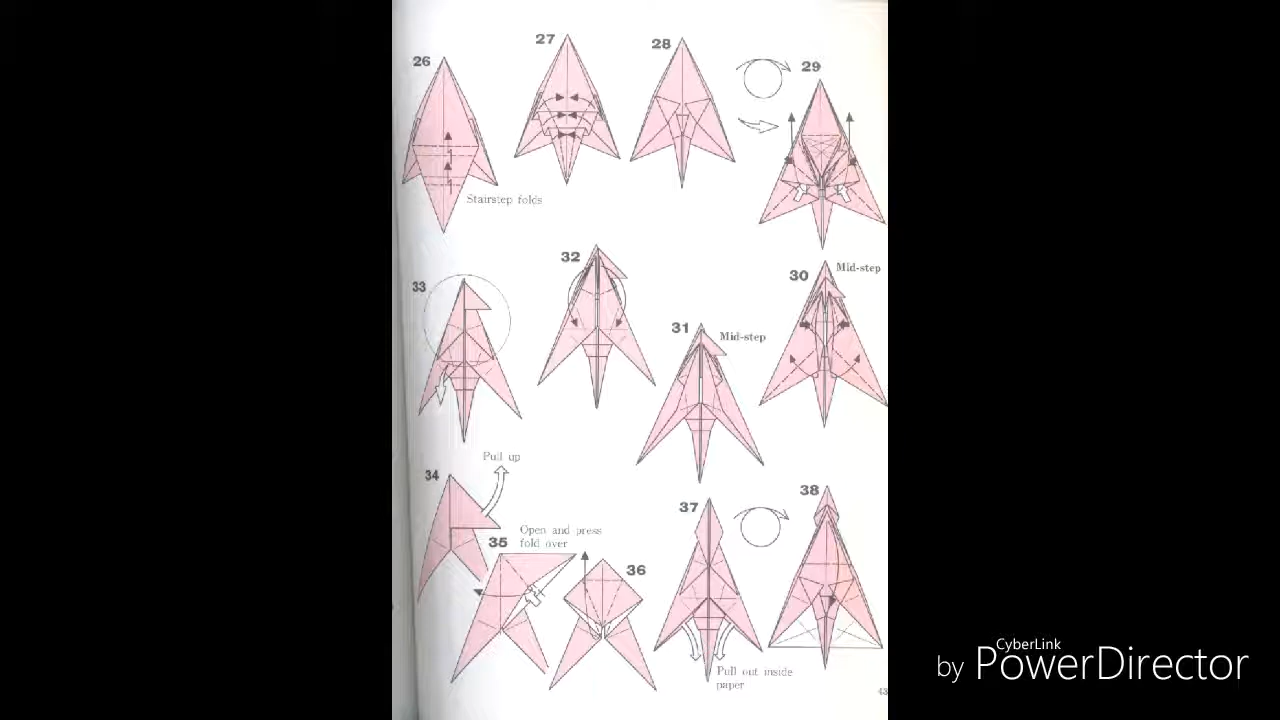 26
27
28
29
Stairstep folds
33
32
31
Mid-step
30
Mid-step
34
Pull up
35
Open and press
fold over
36
37
Pull out inside
paper
38
43
CyberLink
by PowerDirector